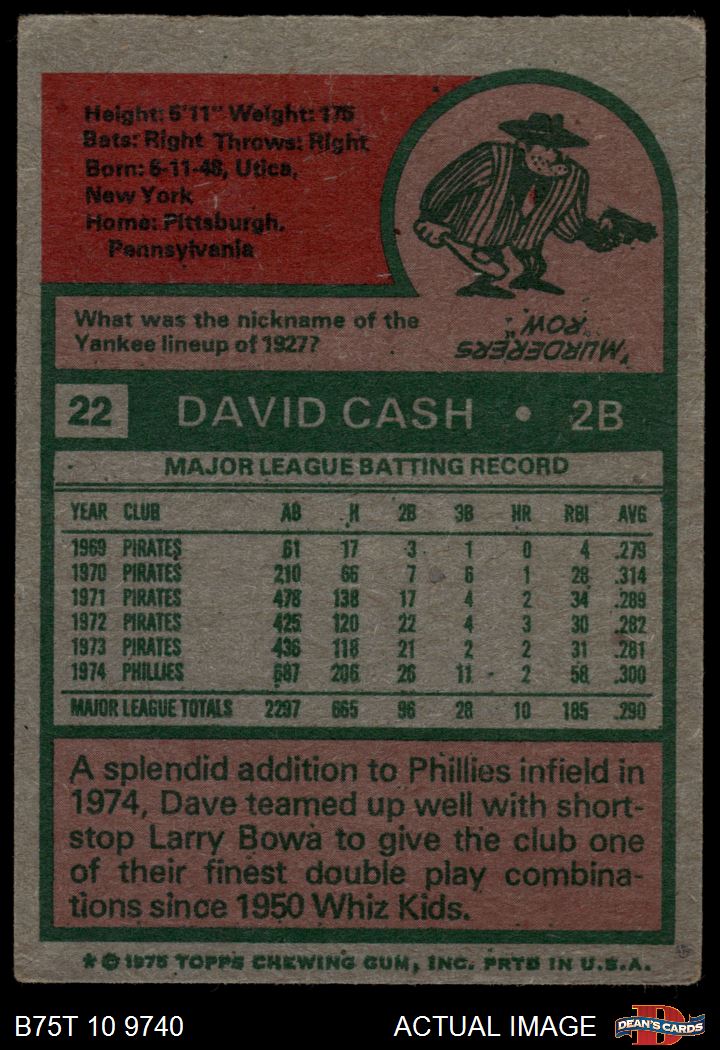 Height: 5'11" Weight: 175
Bats: Right Throws: Right
Born: 6-11-48, Utica,
New York
Home: Pittsburgh,
Pennsylvania
What was the nickname of the
Yankee lineup of 1927?
"MURDERERS
ROW"
22 DAVID CASH • 2B
MAJOR LEAGUE BATTING RECORD
YEAR CLUB AB H 2B 3B HR RBI AVG
1969 PIRATES 61 17 3 1 0 4 .279
1970 PIRATES 210 66 7 6 1 28 .314
1971 PIRATES 478 138 17 4 2 34 .289
1972 PIRATES 425 120 22 4 3 30 .282
1973 PIRATES 436 118 21 2 2 31 .281
1974 PHILLIES 687 206 26 11 2 58 .300
MAJOR LEAGUE TOTALS 2297 665 96 28 10 185 .290
A splendid addition to Phillies infield in
1974, Dave teamed up well with short-
stop Larry Bowa to give the club one
of their finest double play combina-
tions since 1950 Whiz Kids.
* © 1975 TOPPS CHEWING GUM, INC. PRTD IN U.S.A.
B75T 10 9740 ACTUAL IMAGE
D
DEAN'S CARDS